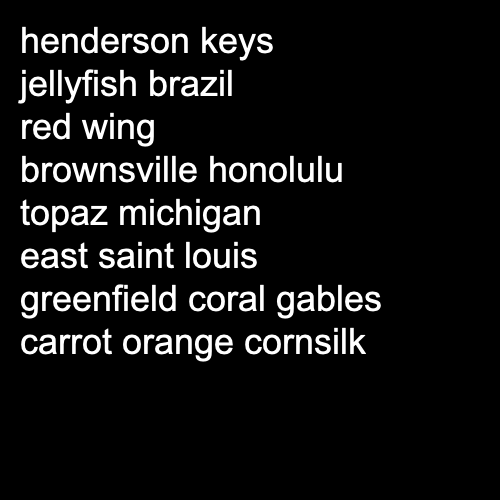 henderson keys
jellyfish brazil
red wing
brownsville honolulu
topaz michigan
east saint louis
greenfield coral gables
carrot orange cornsilk